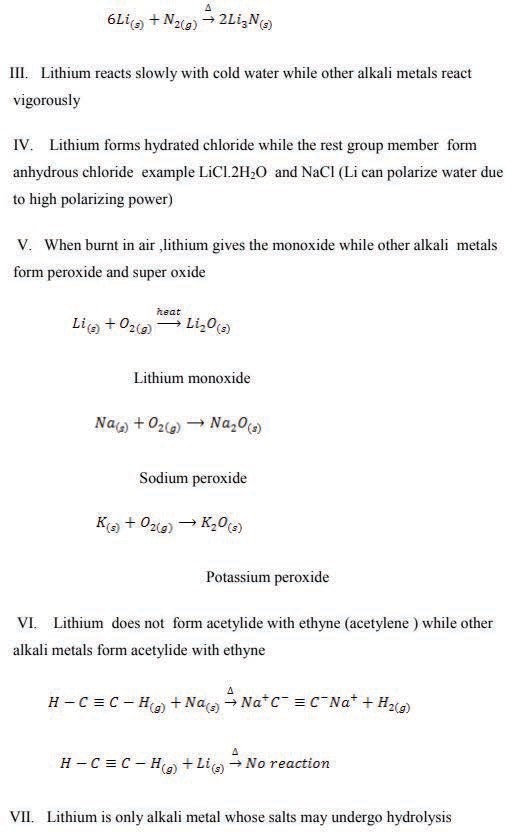 6Li(s) + N2(g) →Δ 2Li3N(s)
III. Lithium reacts slowly with cold water while other alkali metals react
vigorously
IV. Lithium forms hydrated chloride while the rest group member form
anhydrous chloride example LiCl.2H₂O and NaCl (Li can polarize water due
to high polarizing power)
V. When burnt in air ,lithium gives the monoxide while other alkali metals
form peroxide and super oxide
Li(s) + O2(g) →heat Li2O(s)
Lithium monoxide
Na(s) + O2(g) → Na2O(s)
Sodium peroxide
K(s) + O2(g) → K2O(s)
Potassium peroxide
VI. Lithium does not form acetylide with ethyne (acetylene ) while other
alkali metals form acetylide with ethyne
H − C ≡ C − H(g) + Na(s) →Δ Na⁺C⁻ ≡ C⁻Na⁺ + H2(g)
H − C ≡ C − H(g) + Li(s) →Δ No reaction
VII. Lithium is only alkali metal whose salts may undergo hydrolysis